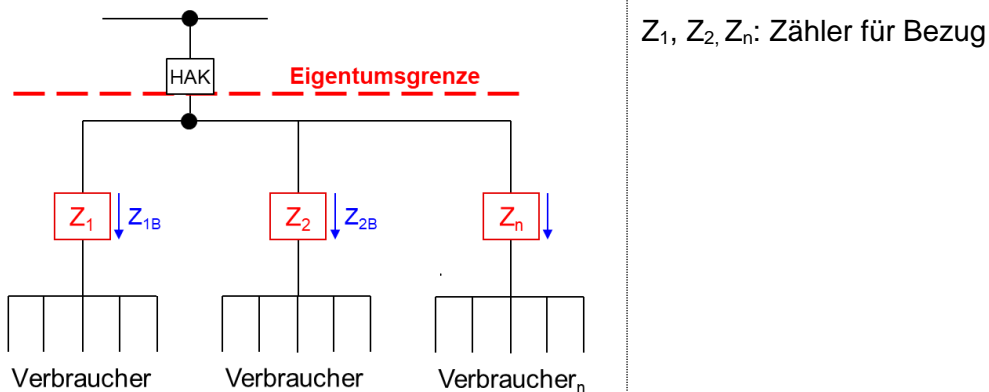 Z₁, Z₂, Zₙ: Zähler für Bezug
HAK
Eigentumsgrenze
Z₁ Z₁B Z₂ Z₂B Zₙ
Verbraucher Verbraucher Verbraucherₙ